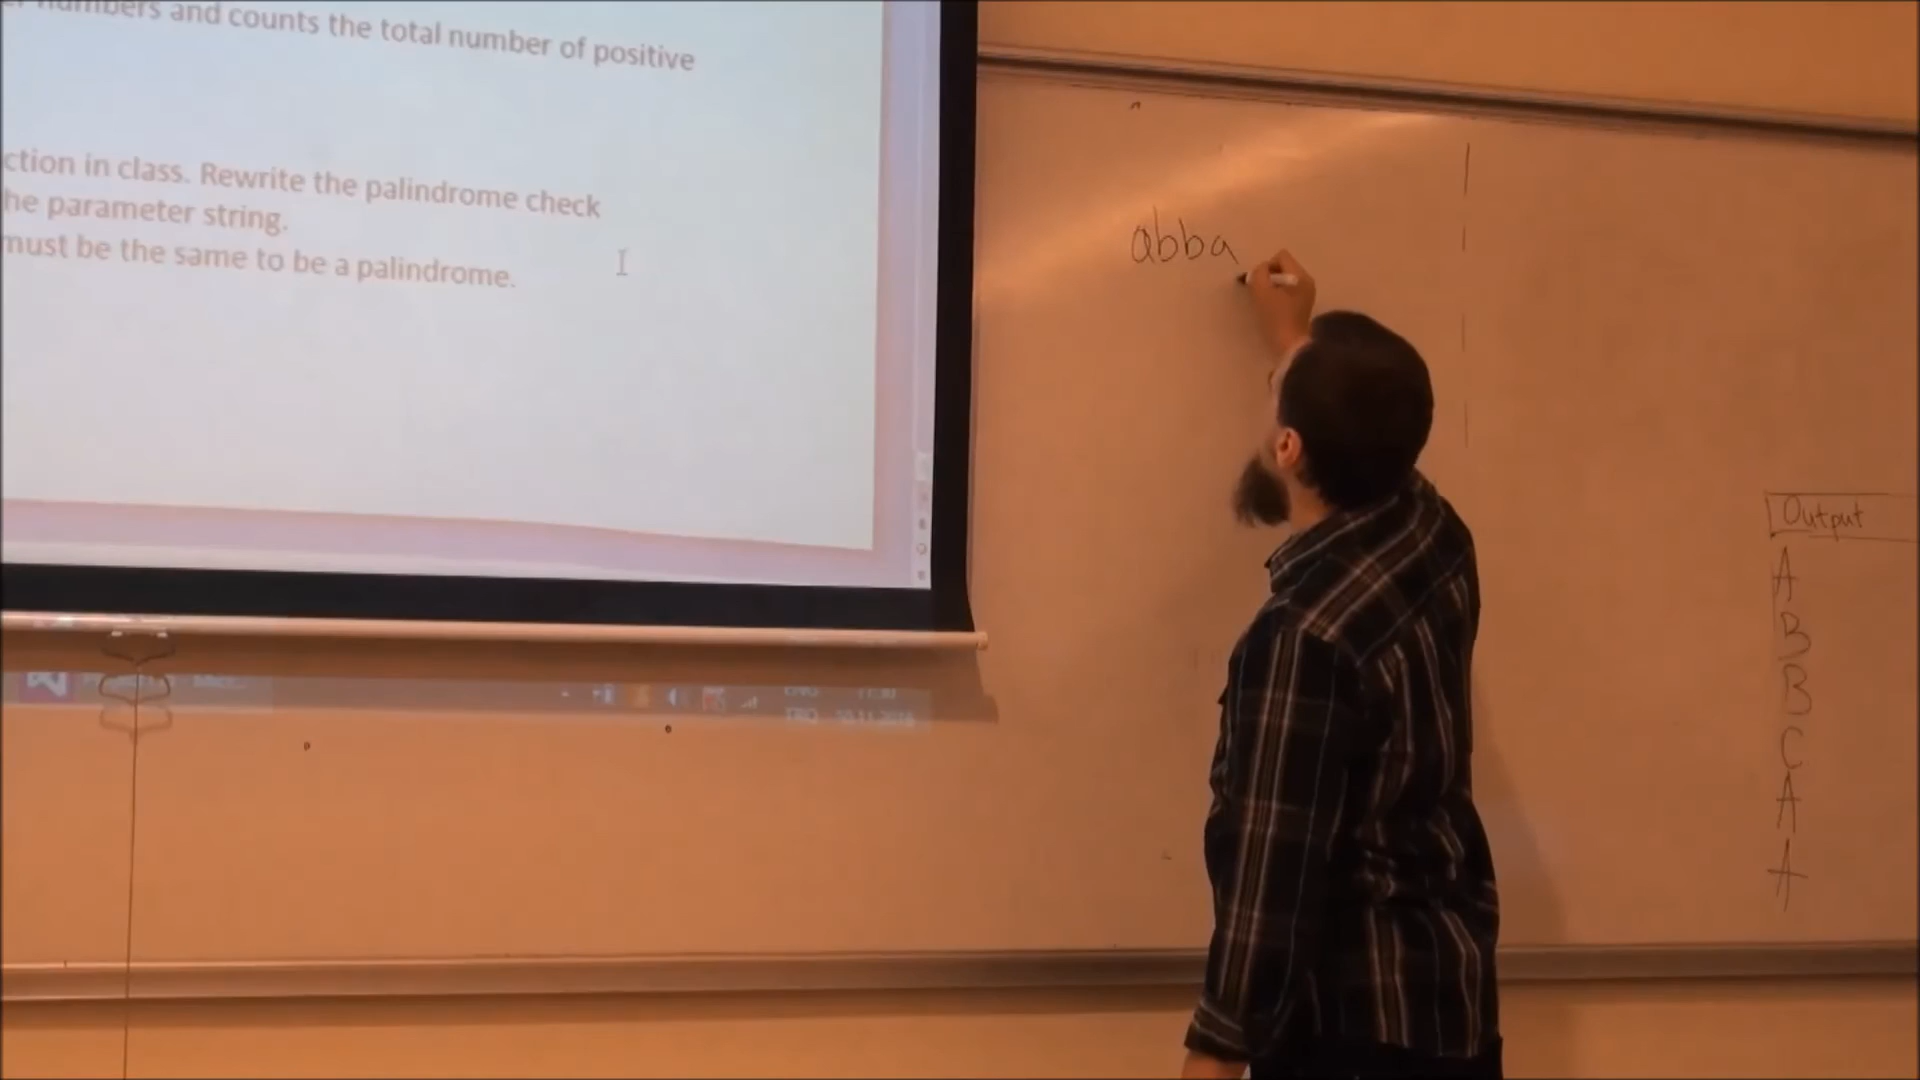 numbers and counts the total number of positive
ction in class. Rewrite the palindrome check
he parameter string.
must be the same to be a palindrome.
abba
Output
A
B
B
C
A
A